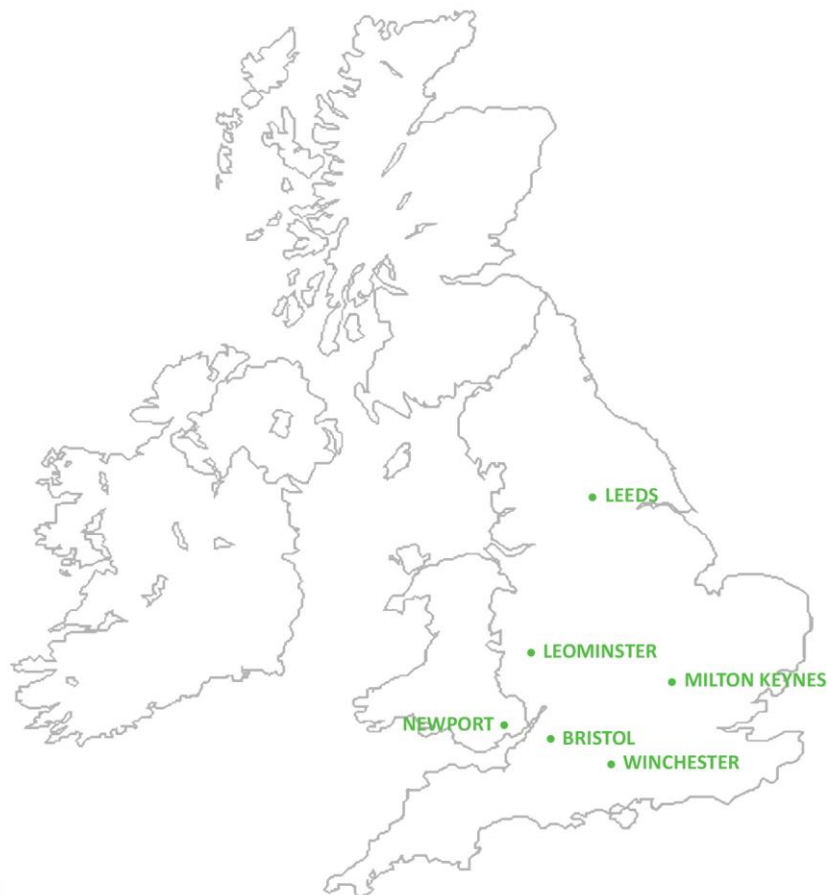 LEEDS
LEOMINSTER
MILTON KEYNES
NEWPORT
BRISTOL
WINCHESTER